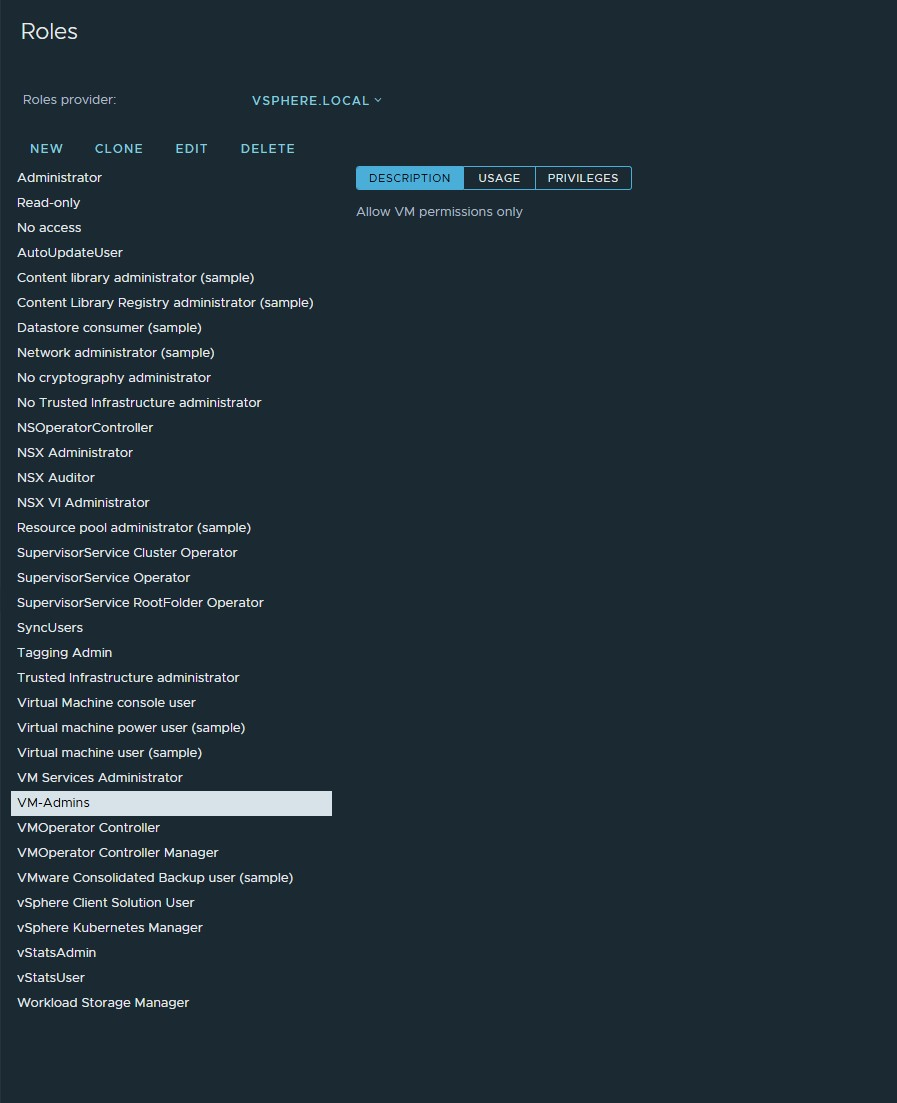 Roles
Roles provider: VSPHERE.LOCAL
NEW CLONE EDIT DELETE
Administrator
Read-only
No access
AutoUpdateUser
Content library administrator (sample)
Content Library Registry administrator (sample)
Datastore consumer (sample)
Network administrator (sample)
No cryptography administrator
No Trusted Infrastructure administrator
NSOperatorController
NSX Administrator
NSX Auditor
NSX VI Administrator
Resource pool administrator (sample)
SupervisorService Cluster Operator
SupervisorService Operator
SupervisorService RootFolder Operator
SyncUsers
Tagging Admin
Trusted Infrastructure administrator
Virtual Machine console user
Virtual machine power user (sample)
Virtual machine user (sample)
VM Services Administrator
VM-Admins
VMOperator Controller
VMOperator Controller Manager
VMware Consolidated Backup user (sample)
vSphere Client Solution User
vSphere Kubernetes Manager
vStatsAdmin
vStatsUser
Workload Storage Manager
DESCRIPTION USAGE PRIVILEGES
Allow VM permissions only